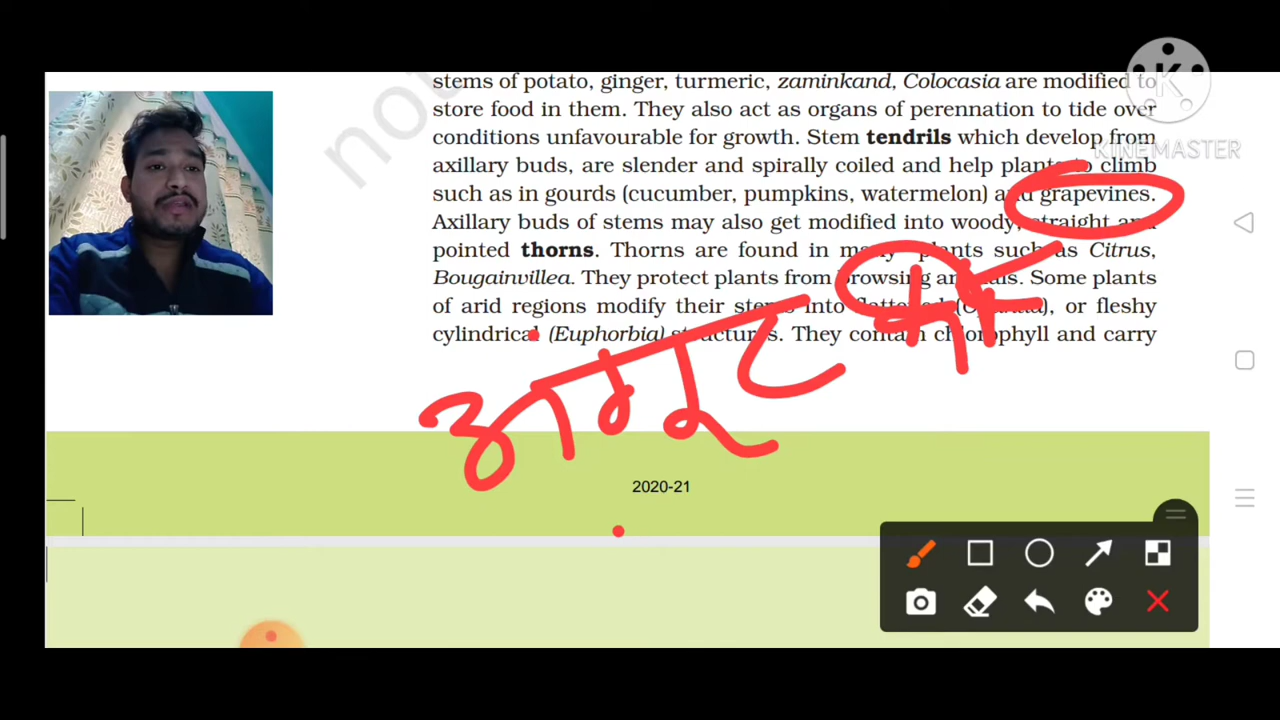 stems of potato, ginger, turmeric, zaminkand, Colocasia are modified to
store food in them. They also act as organs of perennation to tide over
conditions unfavourable for growth. Stem tendrils which develop from
axillary buds, are slender and spirally coiled and help plants to climb
such as in gourds (cucumber, pumpkins, watermelon) and grapevines.
Axillary buds of stems may also get modified into woody, straight and
pointed thorns. Thorns are found in many plants such as Citrus,
Bougainvillea. They protect plants from browsing animals. Some plants
of arid regions modify their stems into flattened (Opuntia), or fleshy
cylindrical (Euphorbia) structures. They contain chlorophyll and carry
2020-21
not
KINEMASTER